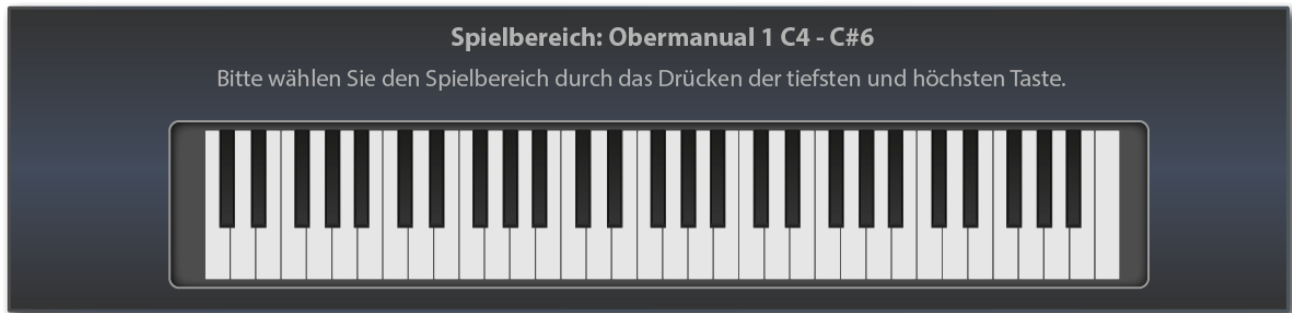 Spielbereich: Obermanual 1 C4 - C#6
Bitte wählen Sie den Spielbereich durch das Drücken der tiefsten und höchsten Taste.